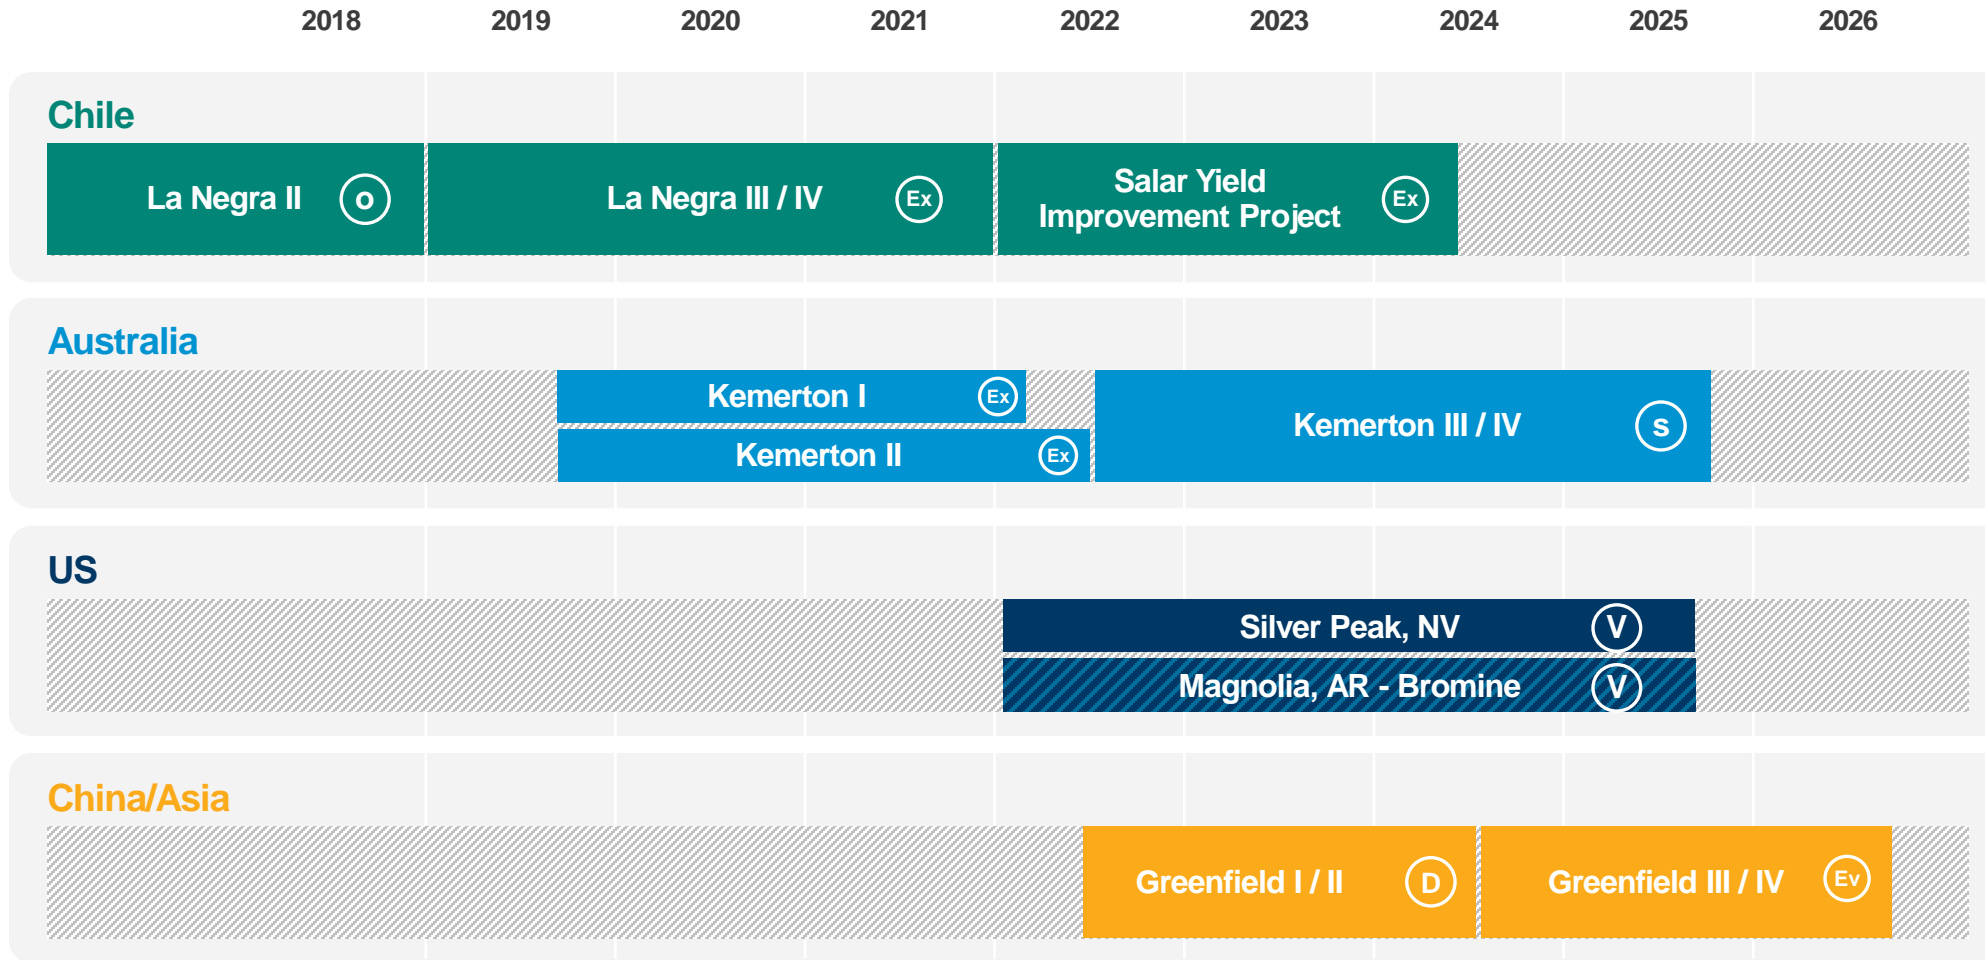 2018 2019 2020 2021 2022 2023 2024 2025 2026
Chile
La Negra II o La Negra III / IV Ex Salar Yield
Improvement Project Ex
Australia
Kemerton I Ex
Kemerton II Ex
Kemerton III / IV s
US
Silver Peak, NV V
Magnolia, AR - Bromine V
China/Asia
Greenfield I / II D Greenfield III / IV Ev